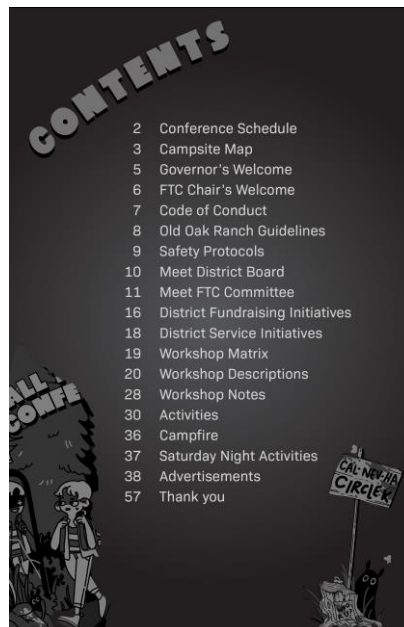 CONTENTS
2 Conference Schedule
3 Campsite Map
5 Governor's Welcome
6 FTC Chair's Welcome
7 Code of Conduct
8 Old Oak Ranch Guidelines
9 Safety Protocols
10 Meet District Board
11 Meet FTC Committee
16 District Fundraising Initiatives
18 District Service Initiatives
19 Workshop Matrix
20 Workshop Descriptions
28 Workshop Notes
30 Activities
36 Campfire
37 Saturday Night Activities
38 Advertisements
57 Thank you
ALL
CONFE
CAL-NEV-HA
CIRCLE K